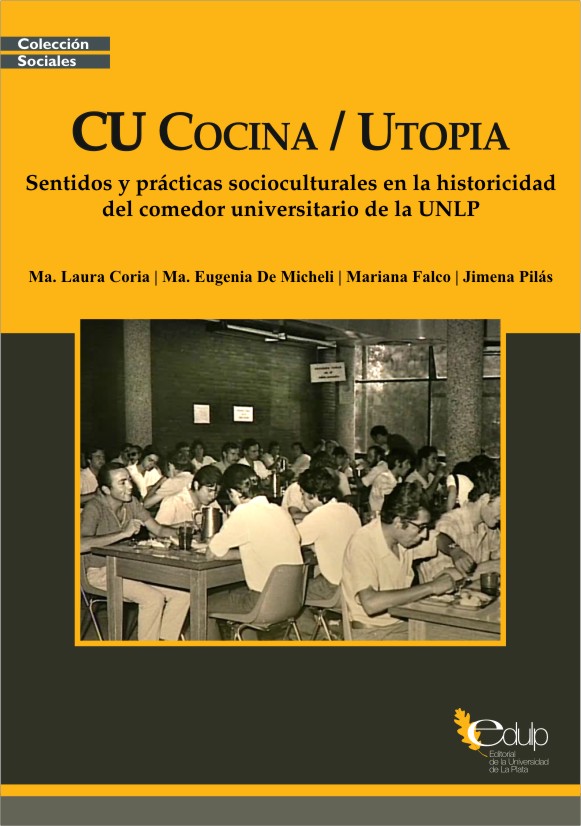 Colección
Sociales
CU COCINA / UTOPIA
Sentidos y prácticas socioculturales en la historicidad
del comedor universitario de la UNLP
Ma. Laura Coria | Ma. Eugenia De Micheli | Mariana Falco | Jimena Pilás
edulp
Editorial
de la Universidad
de La Plata